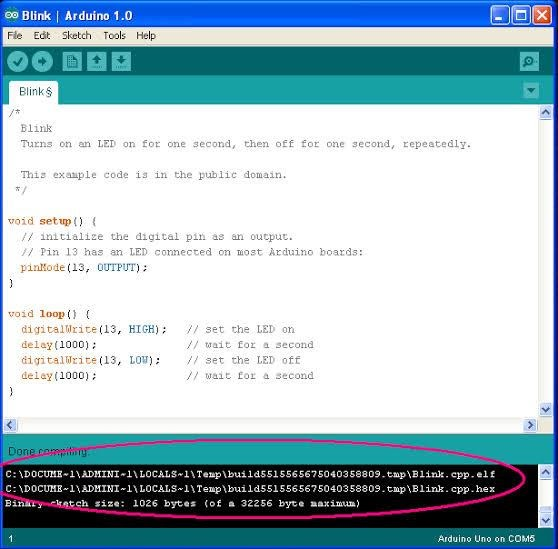 Blink | Arduino 1.0
File Edit Sketch Tools Help
Blink§
/*
  Blink
  Turns on an LED on for one second, then off for one second, repeatedly.

  This example code is in the public domain.
 */

void setup() {
  // initialize the digital pin as an output.
  // Pin 13 has an LED connected on most Arduino boards:
  pinMode(13, OUTPUT);
}

void loop() {
  digitalWrite(13, HIGH);   // set the LED on
  delay(1000);              // wait for a second
  digitalWrite(13, LOW);    // set the LED off
  delay(1000);              // wait for a second
}
Done compiling.
C:\DOCUME~1\ADMINI~1\LOCALS~1\Temp\build5515565675040358809.tmp\Blink.cpp.elf
C:\DOCUME~1\ADMINI~1\LOCALS~1\Temp\build5515565675040358809.tmp\Blink.cpp.hex
Binary sketch size: 1026 bytes (of a 32256 byte maximum)
1 Arduino Uno on COM5